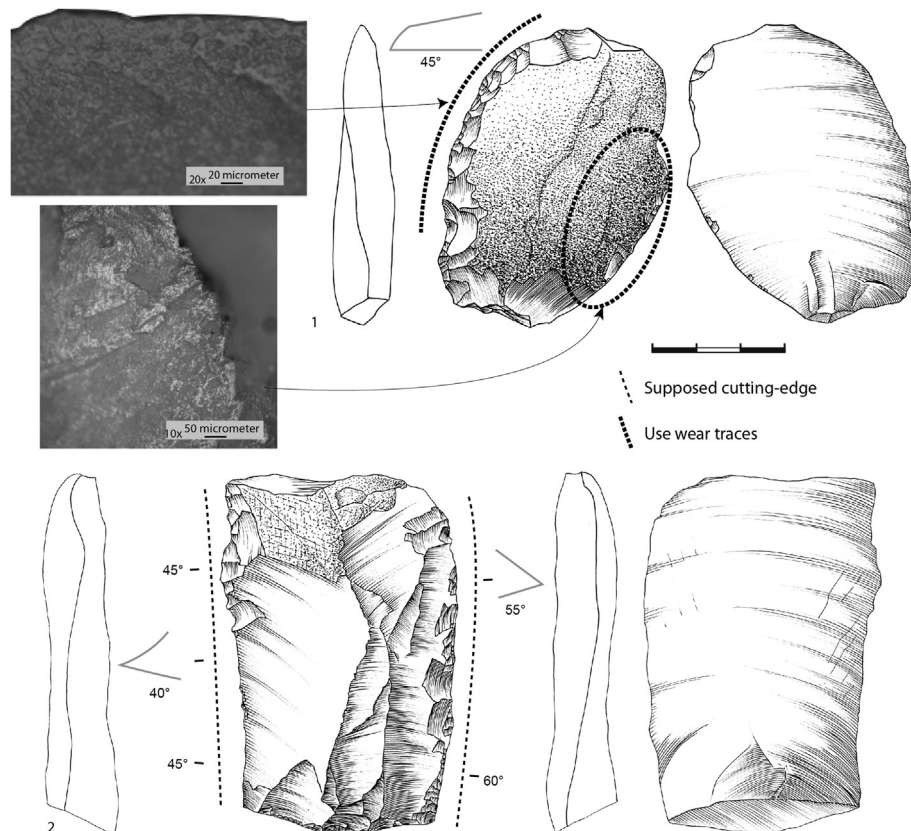 45°
20x 20 micrometer
1
10x 50 micrometer
Supposed cutting-edge
Use wear traces
45°
55°
40°
45°
60°
2